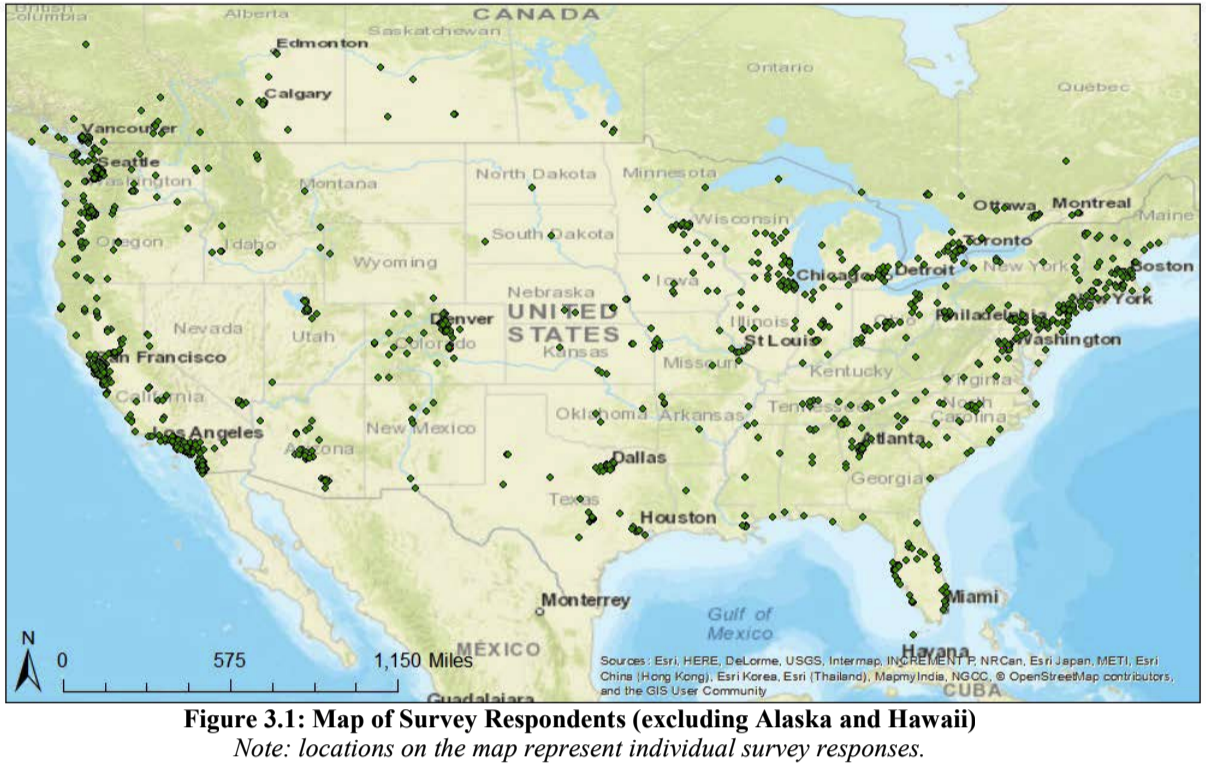 British
Columbia
Alberta
CANADA
Saskatchewan
Edmonton
Ontario
Québec
Calgary
Vancouver
Seattle
Washington
Montana
North Dakota
Minnesota
Ottawa
Montreal
Maine
Wisconsin
Oregon
Idaho
South Dakota
Toronto
Wyoming
Chicago
Detroit
New York
Boston
Iowa
Nebraska
York
Nevada
Utah
Denver
Colorado
UNITED
STATES
Illinois
Ohio
Philadelphia
St Louis
Washington
San Francisco
Kansas
Missouri
Kentucky
Virginia
California
Oklahoma
Arkansas
Tennessee
North
Carolina
Los Angeles
Arizona
New Mexico
Atlanta
Dallas
Georgia
Texas
Houston
Monterrey
Miami
Gulf of
Mexico
N
0 575 1,150 Miles
MÉXICO
Havana
CUBA
Guadalajara
Sources: Esri, HERE, DeLorme, USGS, Intermap, INCREMENT P, NRCan, Esri Japan, METI, Esri
China (Hong Kong), Esri Korea, Esri (Thailand), MapmyIndia, NGCC, © OpenStreetMap contributors,
and the GIS User Community
Figure 3.1: Map of Survey Respondents (excluding Alaska and Hawaii)
Note: locations on the map represent individual survey responses.